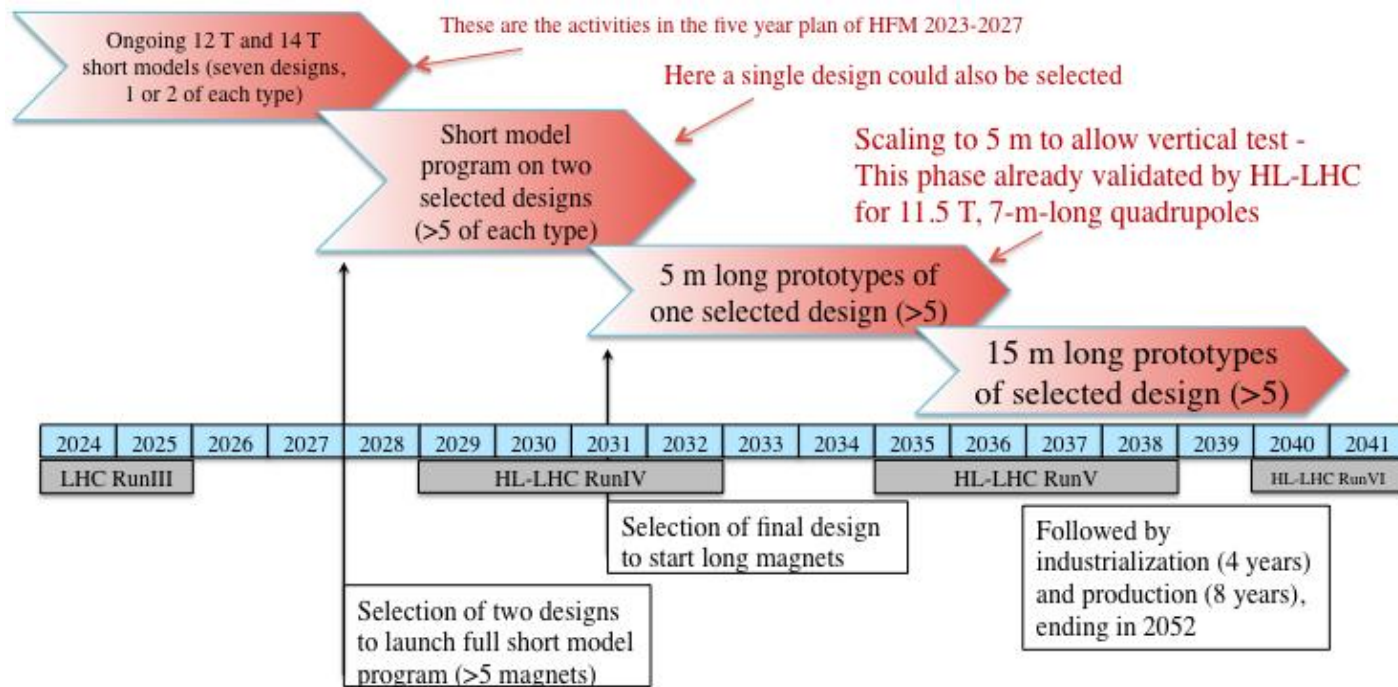 Ongoing 12 T and 14 T
short models (seven designs,
1 or 2 of each type)
These are the activities in the five year plan of HFM 2023-2027
Here a single design could also be selected
Short model
program on two
selected designs
(>5 of each type)
Scaling to 5 m to allow vertical test -
This phase already validated by HL-LHC
for 11.5 T, 7-m-long quadrupoles
5 m long prototypes of
one selected design (>5)
15 m long prototypes
of selected design (>5)
2024 2025 2026 2027 2028 2029 2030 2031 2032 2033 2034 2035 2036 2037 2038 2039 2040 2041
LHC RunIII HL-LHC RunIV HL-LHC RunV HL-LHC RunVI
Selection of final design
to start long magnets
Followed by
industrialization (4 years)
and production (8 years),
ending in 2052
Selection of two designs
to launch full short model
program (>5 magnets)